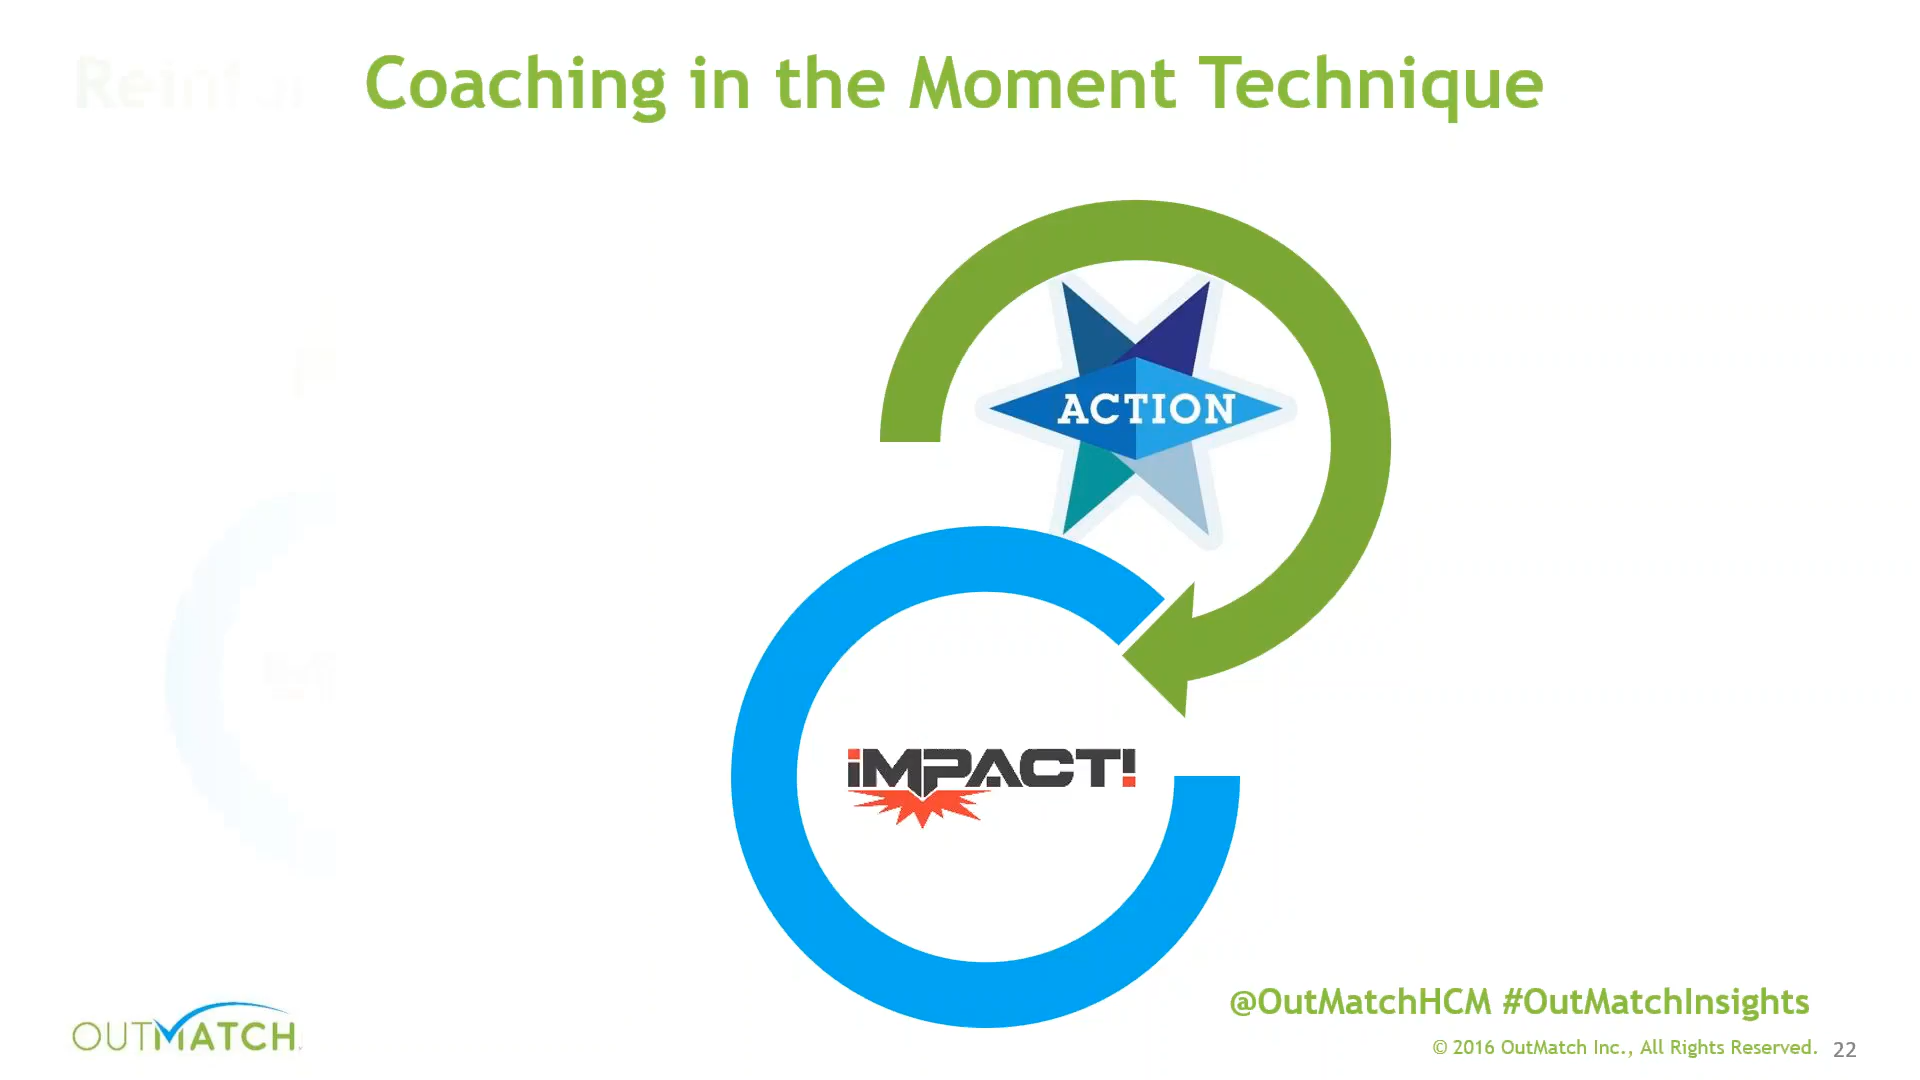 Coaching in the Moment Technique
ACTION
iMPACT!
@OutMatchHCM #OutMatchInsights
OUTMATCH
© 2016 OutMatch Inc., All Rights Reserved. 22